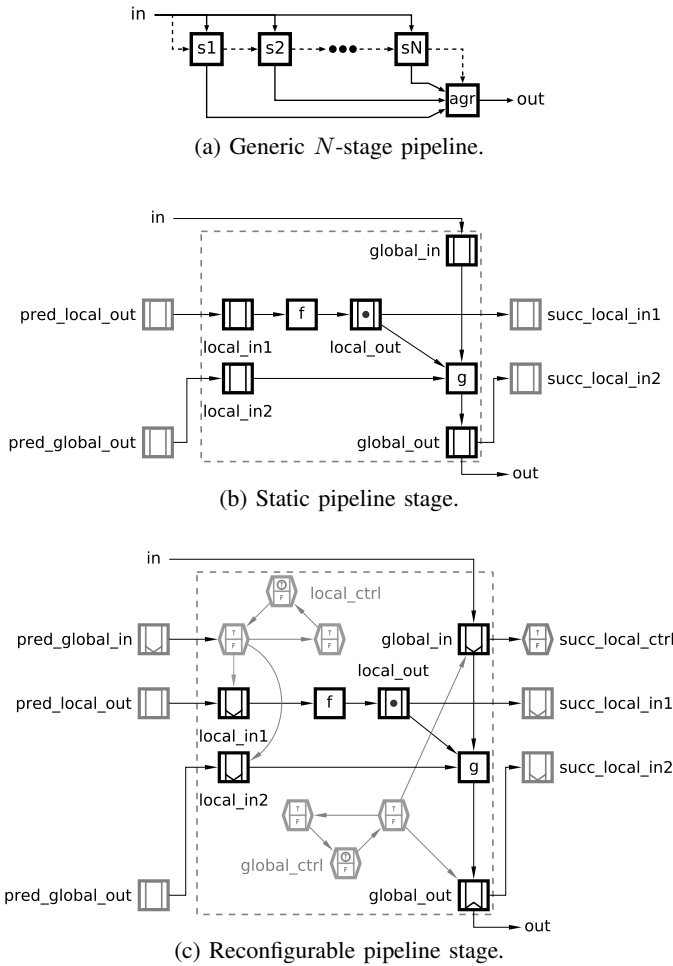 in
s1 s2 sN
agr out
(a) Generic N-stage pipeline.
in
global_in
pred_local_out f succ_local_in1
local_in1 local_out
g succ_local_in2
local_in2
pred_global_out global_out
out
(b) Static pipeline stage.
in
T
F
local_ctrl
pred_global_in T F T F global_in T F succ_local_ctrl
local_out
pred_local_out f succ_local_in1
local_in1
g succ_local_in2
local_in2
T F T F
global_ctrl T F
pred_global_out global_out
out
(c) Reconfigurable pipeline stage.